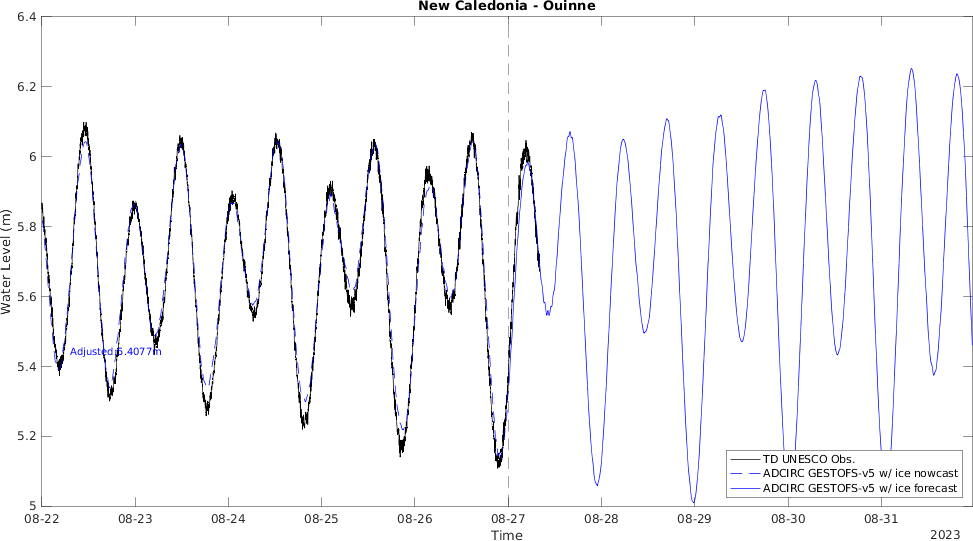 New Caledonia - Ouinne
6.4
6.2
6
5.8
5.6
5.4
5.2
5
Water Level (m)
Adjusted 5.4077m
TD UNESCO Obs.
ADCIRC GESTOFS-v5 w/ ice nowcast
ADCIRC GESTOFS-v5 w/ ice forecast
08-22 08-23 08-24 08-25 08-26 08-27 08-28 08-29 08-30 08-31
Time
2023